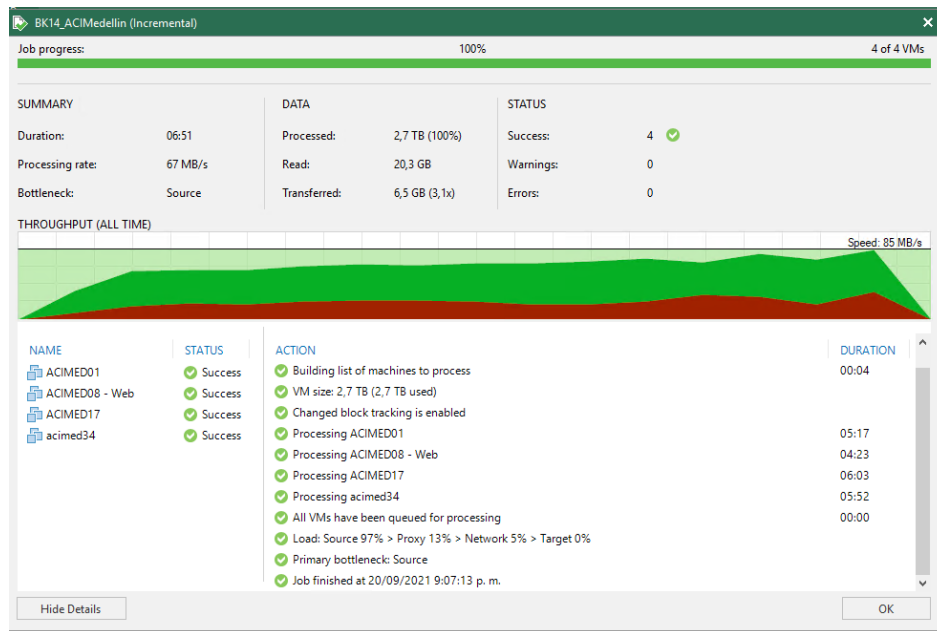 BK14_ACIMedellin (Incremental)
Job progress: 100% 4 of 4 VMs
SUMMARY DATA STATUS
Duration: 06:51 Processed: 2,7 TB (100%) Success: 4
Processing rate: 67 MB/s Read: 20,3 GB Warnings: 0
Bottleneck: Source Transferred: 6,5 GB (3,1x) Errors: 0
THROUGHPUT (ALL TIME)
Speed: 85 MB/s
NAME STATUS ACTION DURATION
ACIMED01 Success Building list of machines to process 00:04
ACIMED08 - Web Success VM size: 2,7 TB (2,7 TB used)
ACIMED17 Success Changed block tracking is enabled
acimed34 Success Processing ACIMED01 05:17
Processing ACIMED08 - Web 04:23
Processing ACIMED17 06:03
Processing acimed34 05:52
All VMs have been queued for processing 00:00
Load: Source 97% > Proxy 13% > Network 5% > Target 0%
Primary bottleneck: Source
Job finished at 20/09/2021 9:07:13 p. m.
Hide Details OK